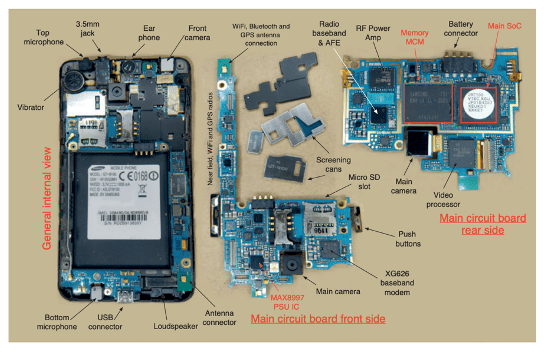 Top
microphone
3.5mm
jack
Ear
phone
Front
camera
WiFi, Bluetooth and
GPS antenna
connection
Radio
baseband
& AFE
RF Power
Amp
Memory
MCM
Battery
connector
Main SoC
Vibrator
General internal view
Near field, WiFi and GPS radios
Screening
cans
Micro SD
slot
Main
camera
Video
processor
Main circuit board
rear side
Push
buttons
XG626
baseband
modem
Main camera
MAX8997
PSU IC
Main circuit board front side
Antenna
connector
Loudspeaker
USB
connector
Bottom
microphone
SAMSUNG
0168